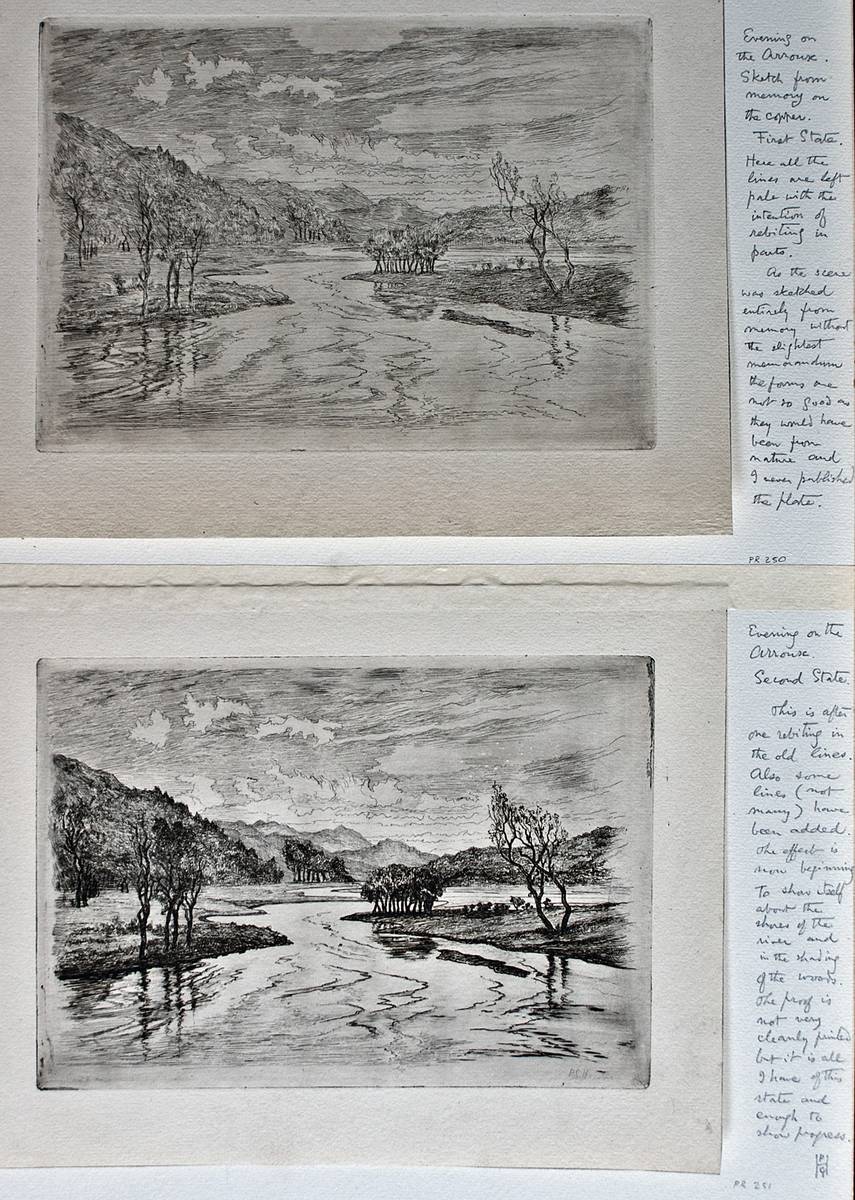 Evening on
the Arroux.
Sketch from
memory on
the copper.
First State.
Here all the
lines are left
pale with the
intention of
rebiting in
parts.
As the scene
was sketched
entirely from
memory without
the slightest
memorandum
the forms are
not so good as
they would have
been from
nature and
I never published
the plate.
PR 250
Evening on the
Arroux.
Second State.
This is after
one rebiting in
the old lines.
Also some
lines (not
many) have
been added.
The effect is
now beginning
to show itself
about the
shores of the
river and
in the shading
of the woods.
The proof is
not very
cleanly printed
but it is all
I have of this
state and
enough to
show progress.
PR 251